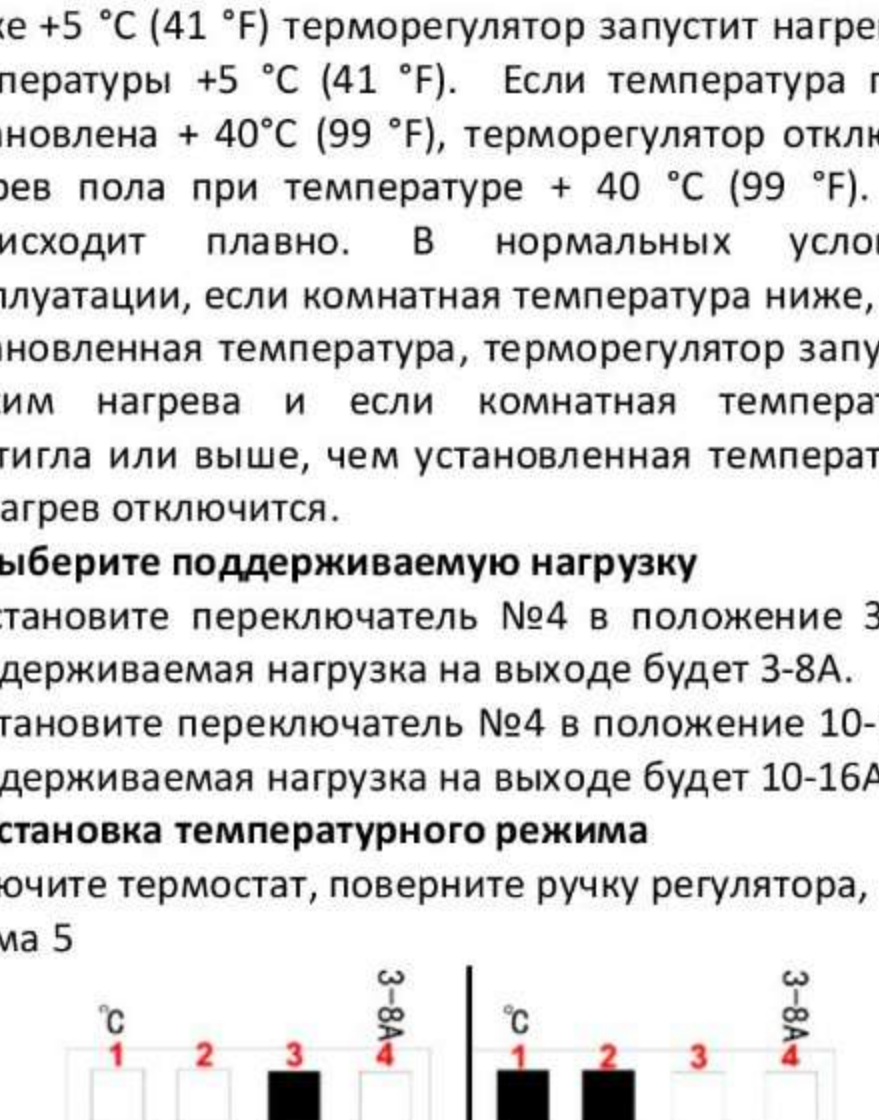 же +5 °C (41 °F) терморегулятор запустит нагре
пературы +5 °C (41 °F). Если температура п
новлена + 40°C (99 °F), терморегулятор отклю
рев пола при температуре + 40 °C (99 °F).
исходит плавно. В нормальных усло
плуатации, если комнатная температура ниже,
новленная температура, терморегулятор запу
им нагрева и если комнатная температ
тигла или выше, чем установленная температ
агрев отключится.
ыберите поддерживаемую нагрузку
становите переключатель №4 в положение 3
держиваемая нагрузка на выходе будет 3-8А.
тановите переключатель №4 в положение 10-
держиваемая нагрузка на выходе будет 10-16А
становка температурного режима
ючите термостат, поверните ручку регулятора,
ма 5
°C 3-8A °C 3-8A
1 2 3 4 1 2 3 4